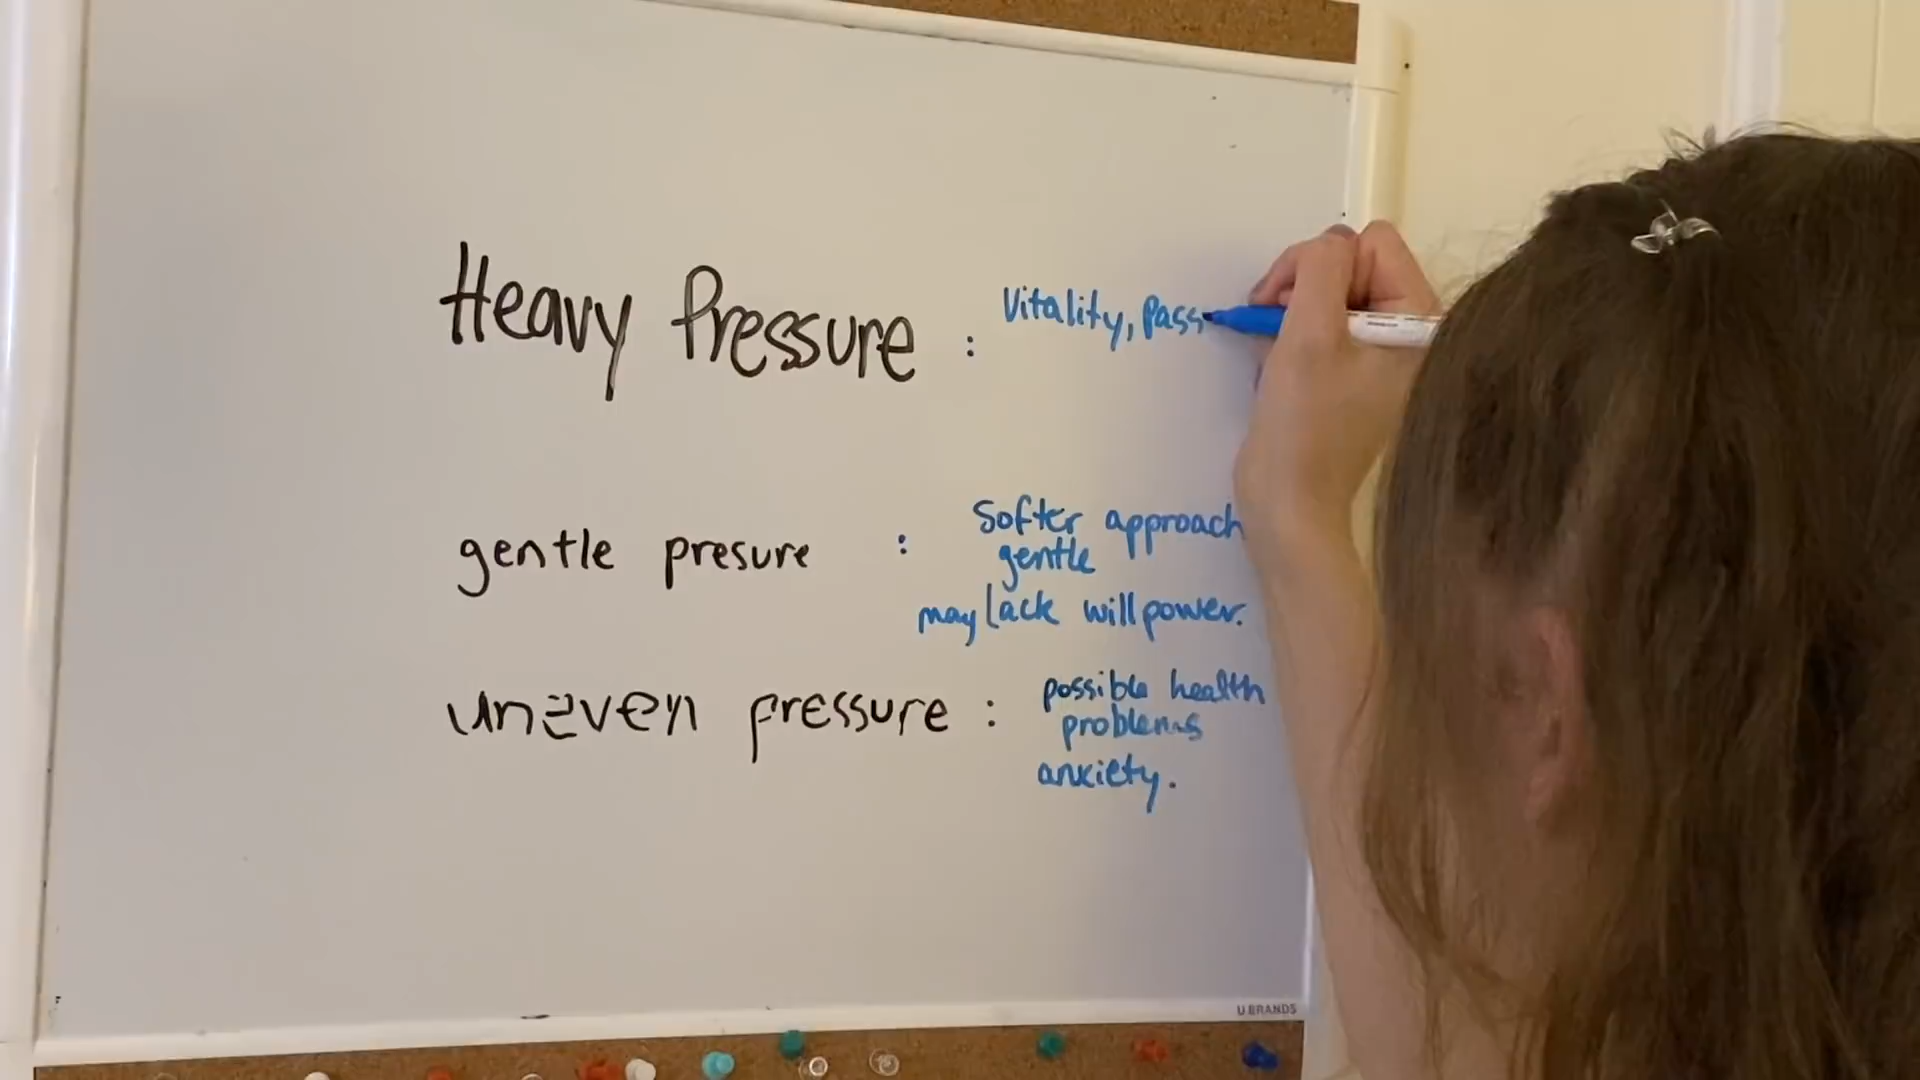 Heavy Pressure : Vitality, Pass
gentle presure : Softer approach
gentle
may lack willpower.
uneven pressure : possible health
problems
anxiety.
U BRANDS